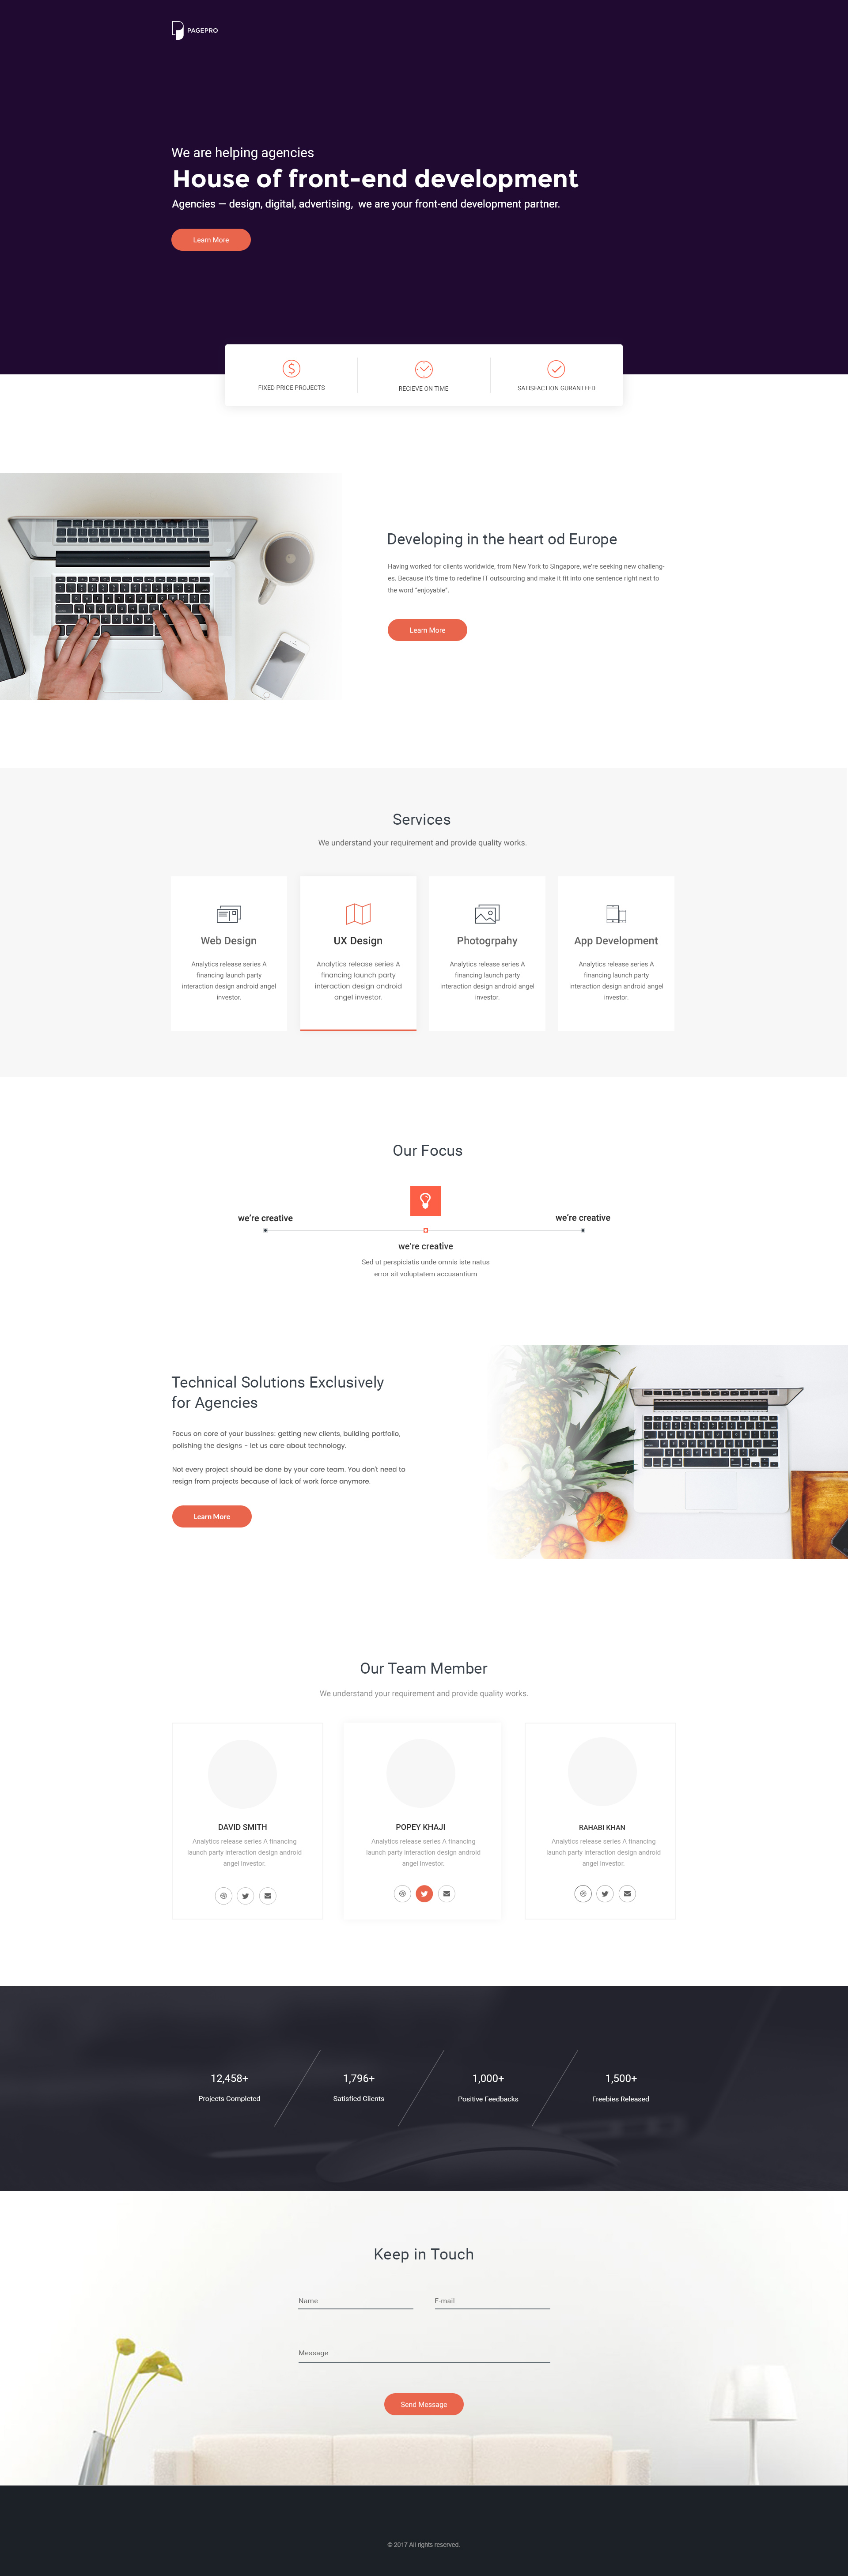 PAGEPRO
We are helping agencies
House of front-end development
Agencies — design, digital, advertising, we are your front-end development partner.
Learn More
FIXED PRICE PROJECTS
RECIEVE ON TIME
SATISFACTION GURANTEED
Developing in the heart od Europe
Having worked for clients worldwide, from New York to Singapore, we're seeking new challeng-
es. Because it's time to redefine IT outsourcing and make it fit into one sentence right next to
the word "enjoyable".
Learn More
Services
We understand your requirement and provide quality works.
Web Design
Analytics release series A
financing launch party
interaction design android angel
investor.
UX Design
Analytics release series A
financing launch party
interaction design android
angel investor.
Photogrpahy
Analytics release series A
financing launch party
interaction design android angel
investor.
App Development
Analytics release series A
financing launch party
interaction design android angel
investor.
Our Focus
we're creative
we're creative
we're creative
Sed ut perspiciatis unde omnis iste natus
error sit voluptatem accusantium
Technical Solutions Exclusively
for Agencies
Focus on core of your bussines: getting new clients, building portfolio,
polishing the designs - let us care about technology.
Not every project should be done by your core team. You don't need to
resign from projects because of lack of work force anymore.
Learn More
Our Team Member
We understand your requirement and provide quality works.
DAVID SMITH
Analytics release series A financing
launch party interaction design android
angel investor.
POPEY KHAJI
Analytics release series A financing
launch party interaction design android
angel investor.
RAHABI KHAN
Analytics release series A financing
launch party interaction design android
angel investor.
12,458+
Projects Completed
1,796+
Satisfied Clients
1,000+
Positive Feedbacks
1,500+
Freebies Released
Keep in Touch
Name
E-mail
Message
Send Message
© 2017 All rights reserved.